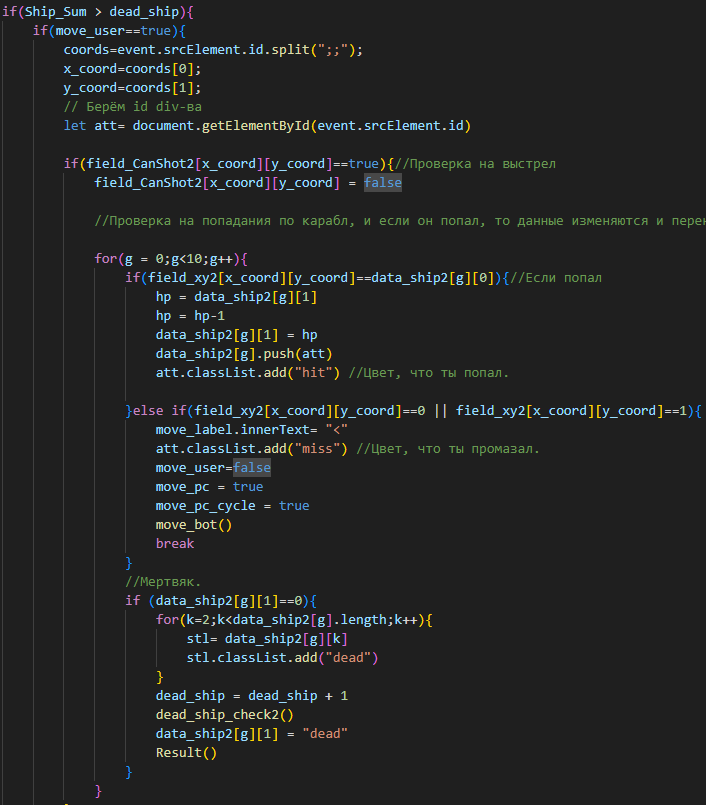 if(Ship_Sum > dead_ship){
if(move_user==true){
coords=event.srcElement.id.split(";;");
x_coord=coords[0];
y_coord=coords[1];
// Берём id div-ва
let att= document.getElementById(event.srcElement.id)
if(field_CanShot2[x_coord][y_coord]==true){//Проверка на выстрел
field_CanShot2[x_coord][y_coord] = false
//Проверка на попадания по карабл, и если он попал, то данные изменяются и
for(g = 0;g<10;g++){
if(field_xy2[x_coord][y_coord]==data_ship2[g][0]){//Если попал
hp = data_ship2[g][1]
hp = hp-1
data_ship2[g][1] = hp
data_ship2[g].push(att)
att.classList.add("hit") //Цвет, что ты попал.
}else if(field_xy2[x_coord][y_coord]==0 || field_xy2[x_coord][y_coord]==1){
move_label.innerText= "<"
att.classList.add("miss") //Цвет, что ты промазал.
move_user=false
move_pc = true
move_pc_cycle = true
move_bot()
break
}
//Мертвяк.
if (data_ship2[g][1]==0){
for(k=2;k<data_ship2[g].length;k++){
stl= data_ship2[g][k]
stl.classList.add("dead")
}
dead_ship = dead_ship + 1
dead_ship_check2()
data_ship2[g][1] = "dead"
Result()
}
}